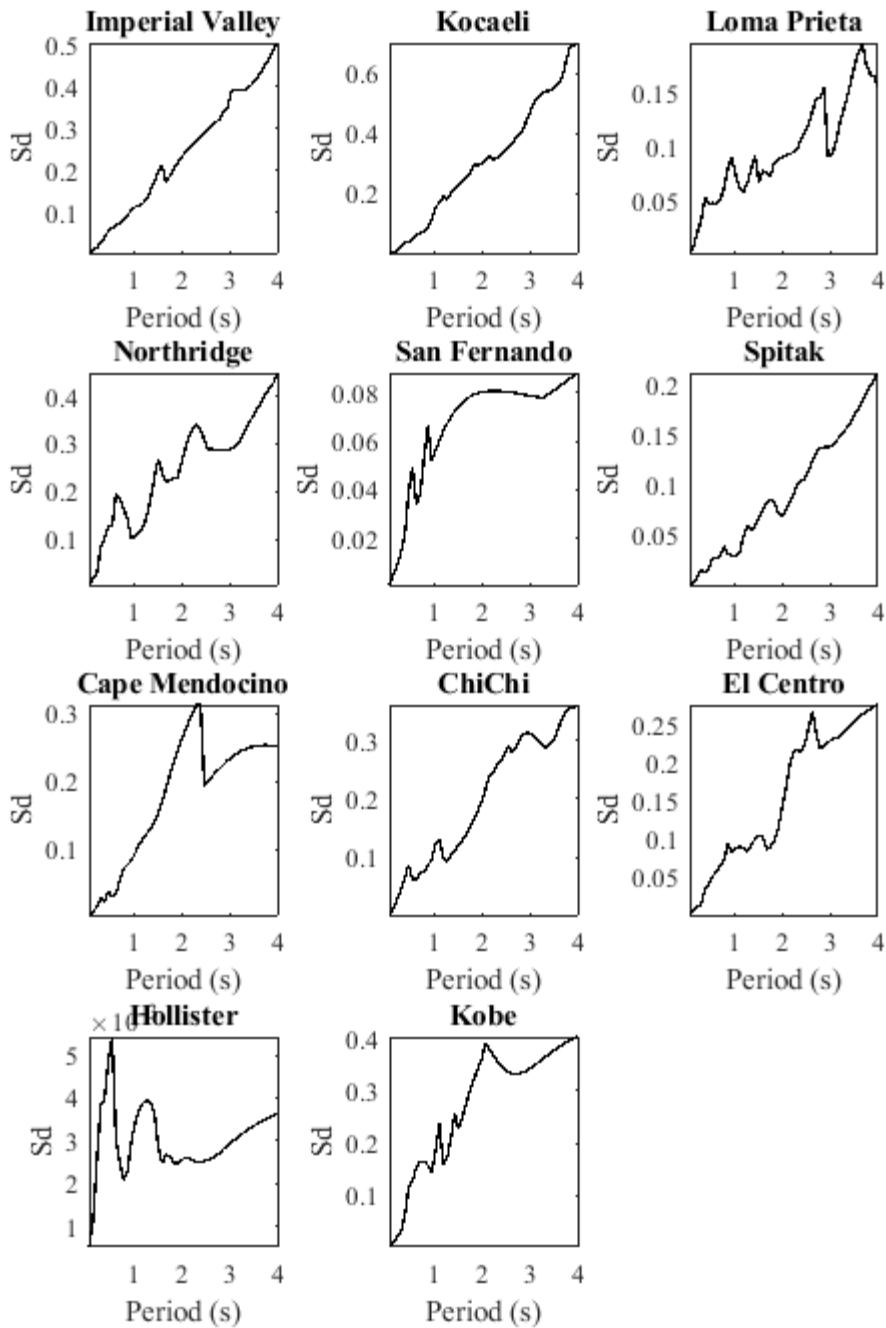 Imperial Valley
0.5
0.4
0.3
0.2
0.1
Sd
1 2 3 4
Period (s)
Kocaeli
0.6
0.4
0.2
Sd
1 2 3 4
Period (s)
Loma Prieta
0.15
0.1
0.05
Sd
1 2 3 4
Period (s)
Northridge
0.4
0.3
0.2
0.1
Sd
1 2 3 4
Period (s)
San Fernando
0.08
0.06
0.04
0.02
Sd
1 2 3 4
Period (s)
Spitak
0.2
0.15
0.1
0.05
Sd
1 2 3 4
Period (s)
Cape Mendocino
0.3
0.2
0.1
Sd
1 2 3 4
Period (s)
ChiChi
0.3
0.2
0.1
Sd
1 2 3 4
Period (s)
El Centro
0.25
0.2
0.15
0.1
0.05
Sd
1 2 3 4
Period (s)
Hollister
×10
5
4
3
2
1
Sd
1 2 3 4
Period (s)
Kobe
0.4
0.3
0.2
0.1
Sd
1 2 3 4
Period (s)